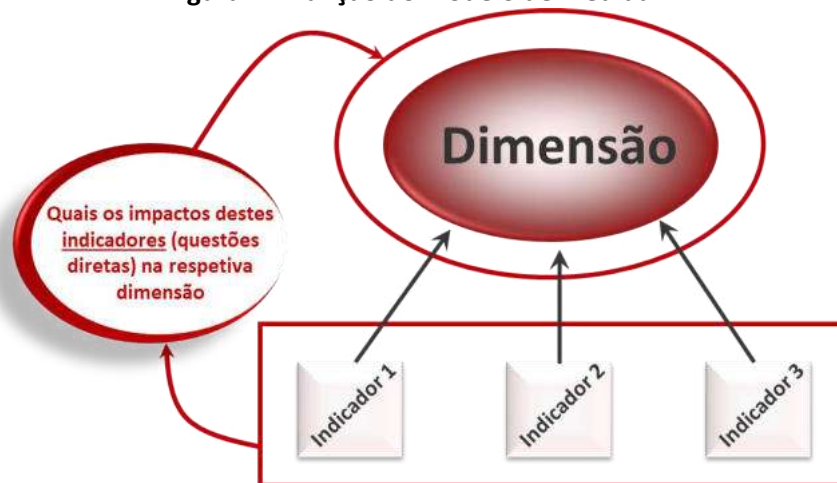 Dimensão
Quais os impactos destes
indicadores (questões
diretas) na respetiva
dimensão
Indicador 1
Indicador 2
Indicador 3